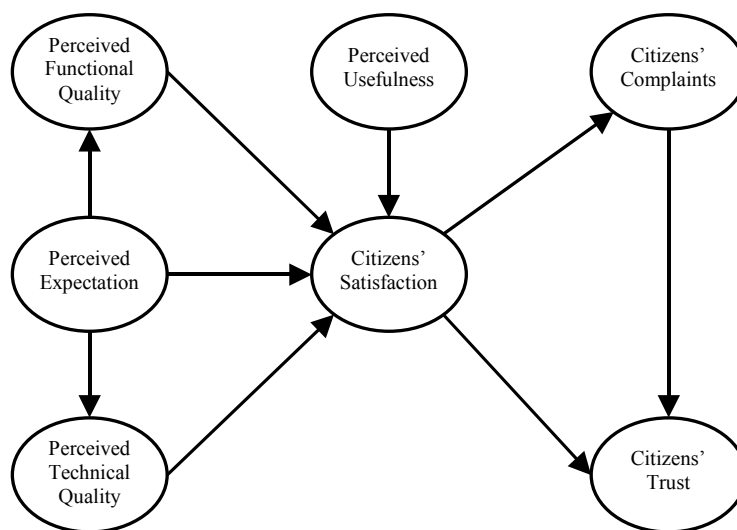 Perceived
Functional
Quality
Perceived
Usefulness
Citizens’
Complaints
Perceived
Expectation
Citizens’
Satisfaction
Perceived
Technical
Quality
Citizens’
Trust